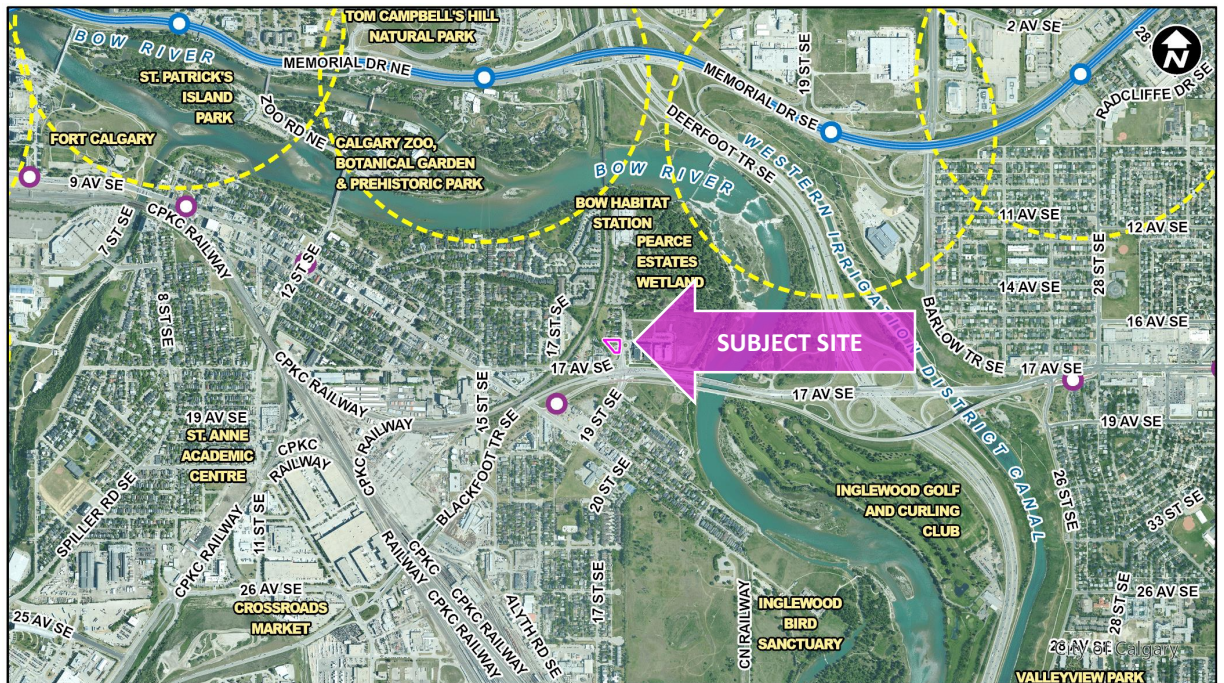 TOM CAMPBELL'S HILL
NATURAL PARK
2 AV SE
19 ST SE
28
N
BOW RIVER
MEMORIAL DR NE
MEMORIAL DR SE
RADCLIFFE DR SE
ST. PATRICK'S
ISLAND
PARK
ZOO RD NE
DEERFOOT TR SE
FORT CALGARY
CALGARY ZOO,
BOTANICAL GARDEN
& PREHISTORIC PARK
BOW RIVER
WESTERN IRRIGATION DISTRICT CANAL
9 AV SE
7 ST SE
CPKC RAILWAY
BOW HABITAT
STATION
PEARCE
ESTATES
WETLAND
11 AV SE
12 AV SE
28 ST SE
12 ST SE
8 ST SE
14 AV SE
BARLOW TR SE
16 AV SE
17 ST SE
SUBJECT SITE
CPKC RAILWAY
17 AV SE
17 AV SE
17 AV SE
15 ST SE
19 ST SE
19 AV SE
19 AV SE
ST. ANNE
ACADEMIC
CENTRE
CPKC
RAILWAY
CPKC RAILWAY
BLACKFOOT TR SE
20 ST SE
INGLEWOOD GOLF
AND CURLING
CLUB
26 ST SE
33 ST SE
SPILLER RD SE
11 ST SE
CPKC RAILWAY
CPKC
RAILWAY
CPKC RAILWAY
CPKC RAILWAY
ALYTH RD SE
17 ST SE
CN RAILWAY
26 AV SE
CROSSROADS
MARKET
25 AV SE
INGLEWOOD
BIRD
SANCTUARY
26 AV SE
28 ST SE
28 AV SE
City of Calgary
VALLEYVIEW PARK